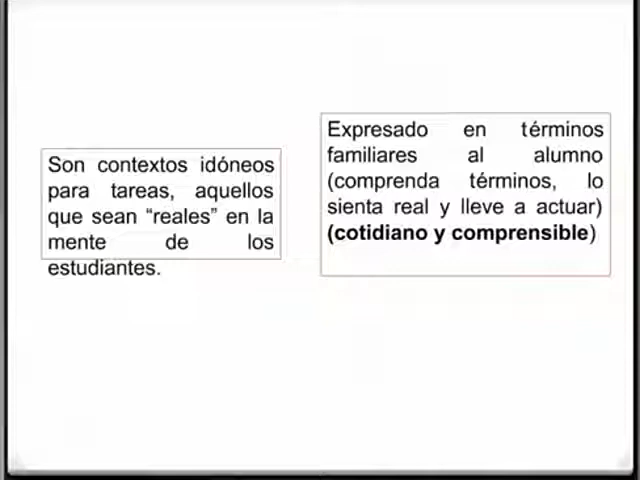 Son contextos idóneos
para tareas, aquellos
que sean “reales” en la
mente de los
estudiantes.
Expresado en términos
familiares al alumno
(comprenda términos, lo
sienta real y lleve a actuar)
(cotidiano y comprensible)